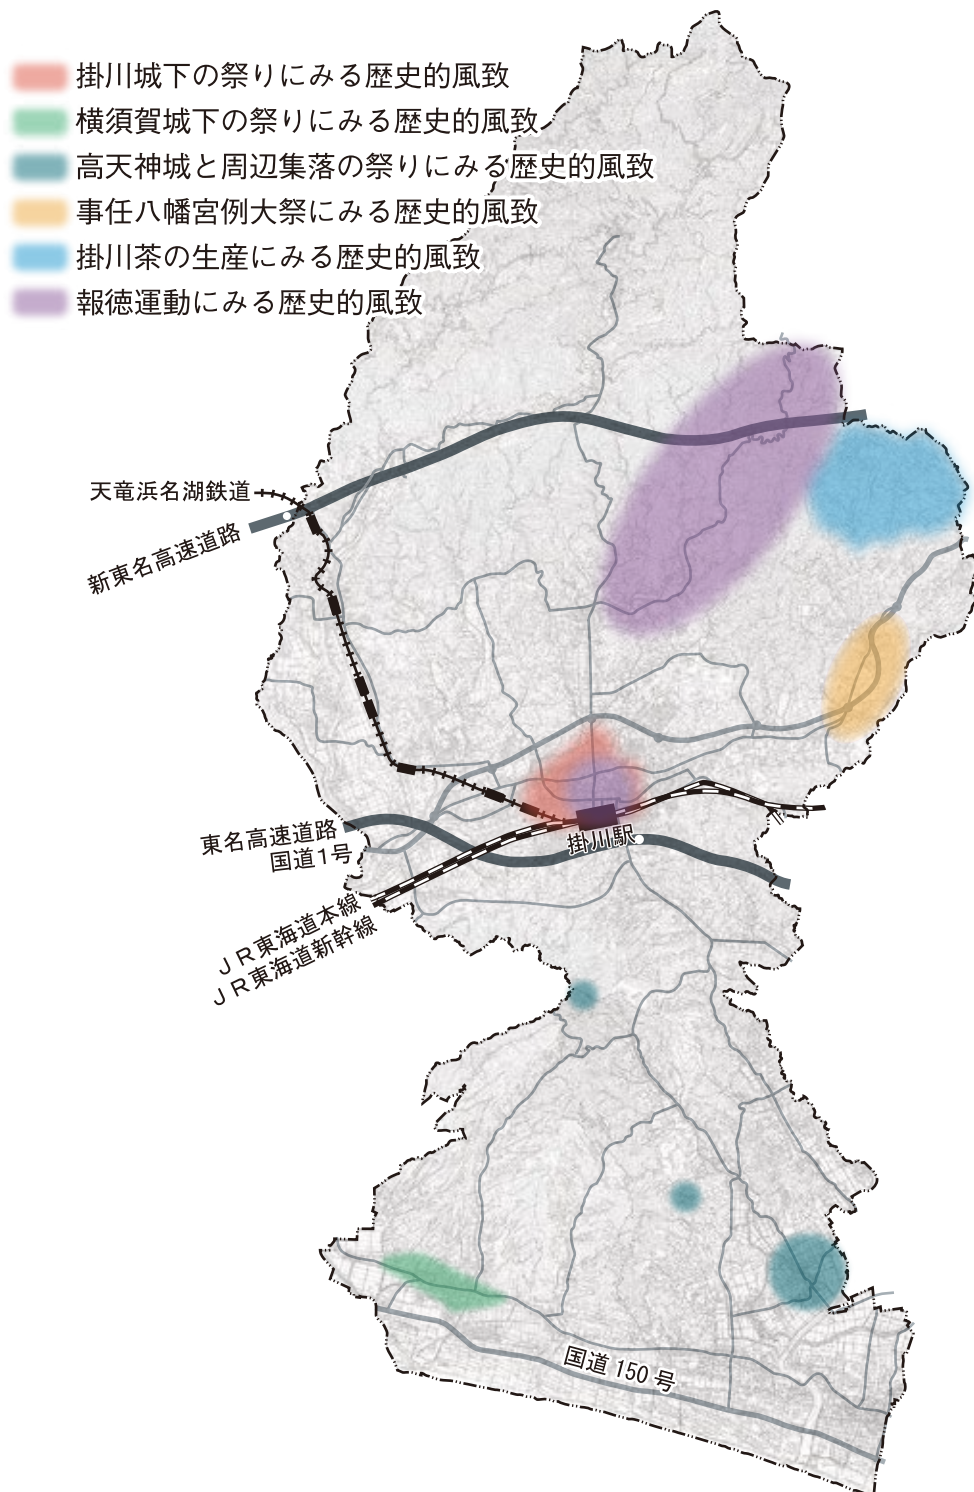 掛川城下の祭りにみる歴史的風致
横須賀城下の祭りにみる歴史的風致
高天神城と周辺集落の祭りにみる歴史的風致
事任八幡宮例大祭にみる歴史的風致
掛川茶の生産にみる歴史的風致
報徳運動にみる歴史的風致
天竜浜名湖鉄道
新東名高速道路
東名高速道路
国道1号
掛川駅
JR東海道本線
JR東海道新幹線
国道150号